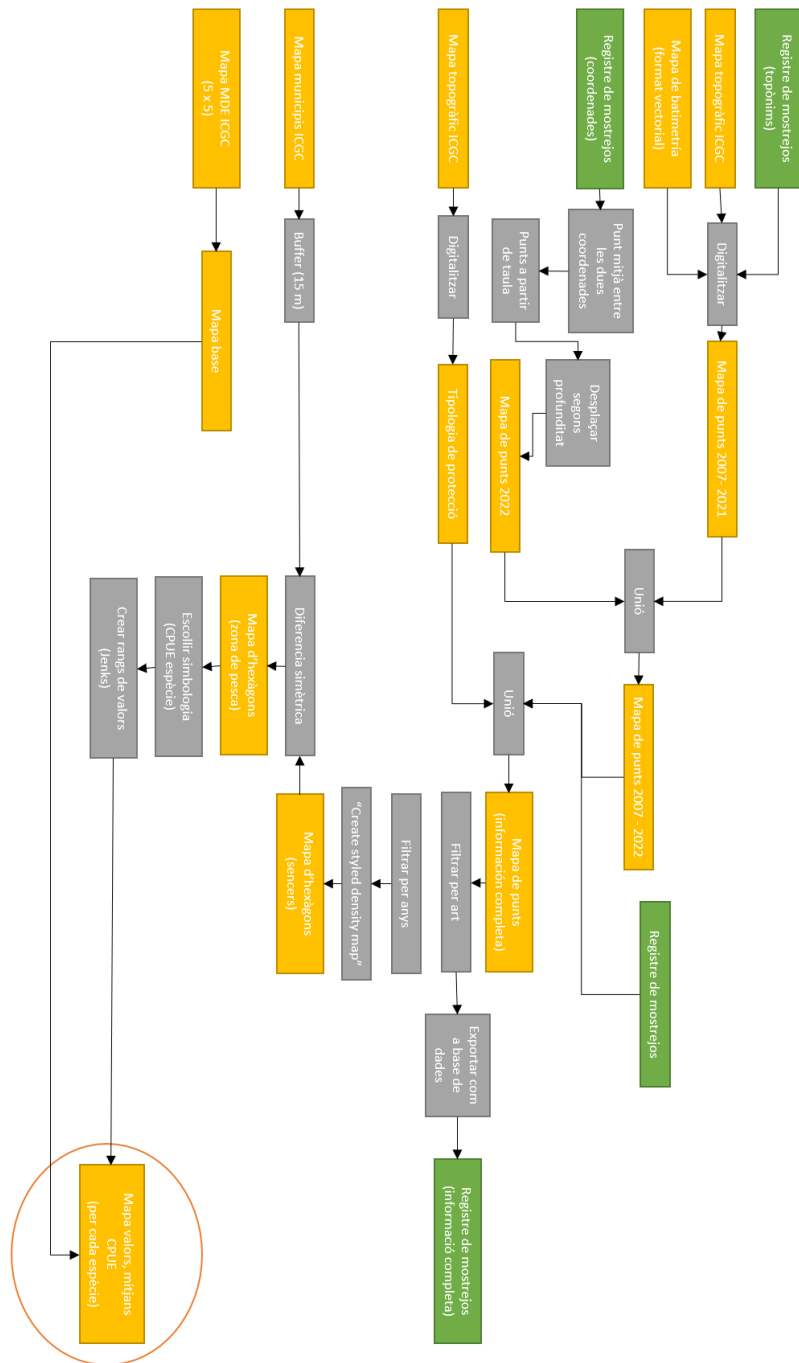 Registre de mostrejos
(topònims)
Mapa topogràfic ICGC
Mapa de batimetría
(format vectorial)
Digitalitzar
Mapa de punts 2007- 2021
Registre de mostrejos
(coordenades)
Punt mitjà entre
les dues
coordenades
Punts a partir
de taula
Desplaçar
segons
profunditat
Mapa de punts 2022
Unió
Mapa de punts 2007 - 2022
Registre de mostrejos
Mapa topogràfic ICGC
Digitalitzar
Tipologia de protecció
Unió
Mapa de punts
(información completa)
Filtrar per art
Exportar com
a base de
dades
Registre de mostrejos
(informació completa)
Filtrar per anys
“Create styled density map”
Mapa d’hexàgons
(sencers)
Mapa municipis ICGC
Buffer (15 m)
Diferencia simètrica
Mapa d’hexàgons
(zona de pesca)
Escollir simbologia
(CPUE espècie)
Crear rangs de valors
(Jenks)
Mapa MDE ICGC
(5 x 5)
Mapa base
Mapa valors, mitjans
CPUE
(per cada espècie)